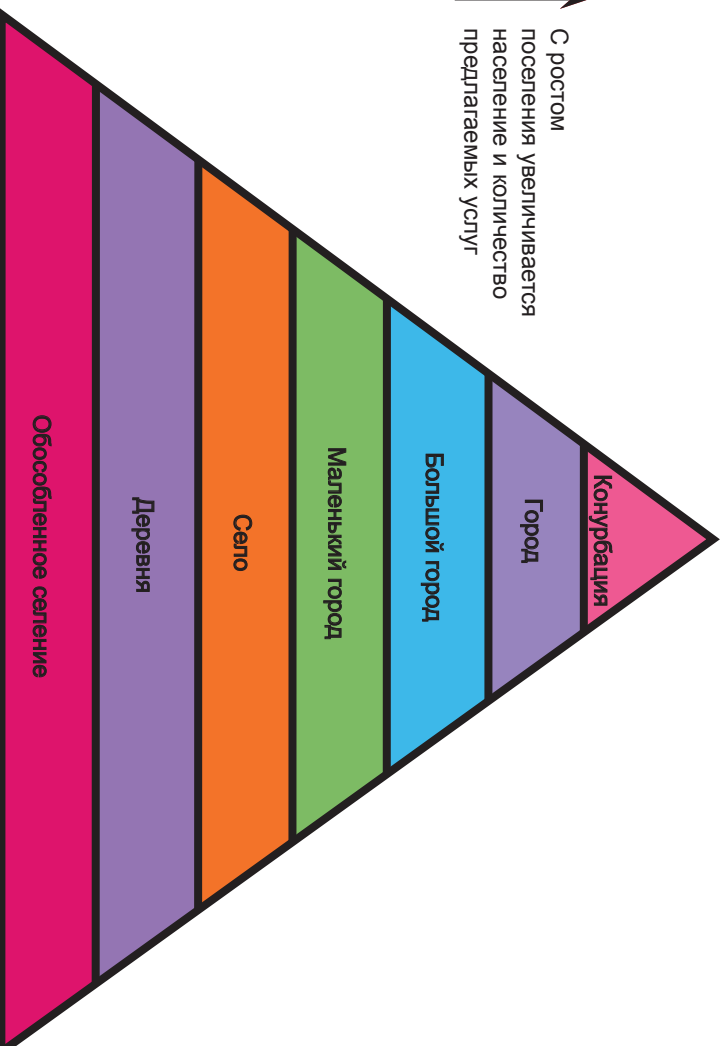 С ростом
поселения увеличивается
население и количество
предлагаемых услуг
Конурбация
Город
Большой город
Маленький город
Село
Деревня
Обособленное селение